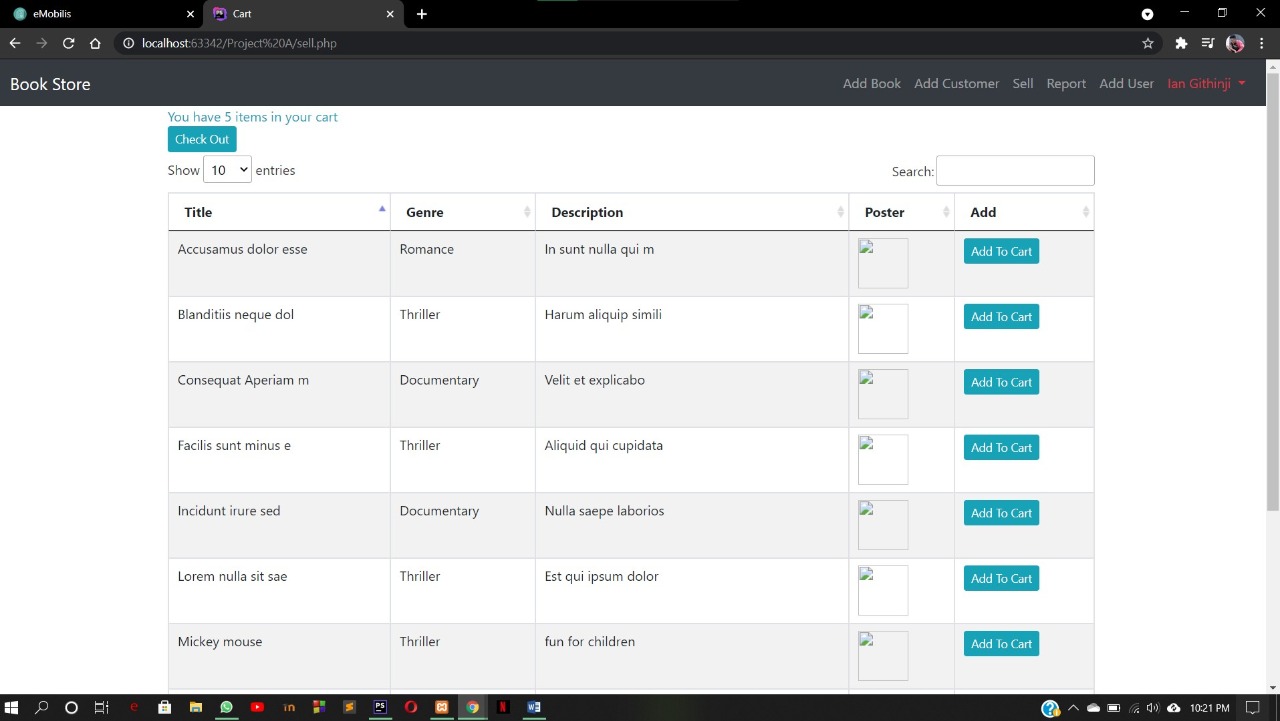 eMobilis
Cart
localhost:63342/Project%20A/sell.php
Book Store
Add Book Add Customer Sell Report Add User Ian Githinji
You have 5 items in your cart
Check Out
Show 10 entries
Search:
Title Genre Description Poster Add
Accusamus dolor esse Romance In sunt nulla qui m Add To Cart
Blanditiis neque dol Thriller Harum aliquip simili Add To Cart
Consequat Aperiam m Documentary Velit et explicabo Add To Cart
Facilis sunt minus e Thriller Aliquid qui cupidata Add To Cart
Incidunt irure sed Documentary Nulla saepe laborios Add To Cart
Lorem nulla sit sae Thriller Est qui ipsum dolor Add To Cart
Mickey mouse Thriller fun for children Add To Cart
10:21 PM